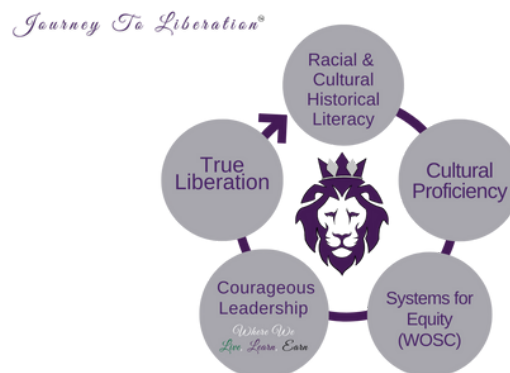 Journey To Liberation®
Racial &
Cultural
Historical
Literacy
Cultural
Proficiency
Systems for
Equity
(WOSC)
Courageous
Leadership
Where We
Live, Learn, Earn
True
Liberation